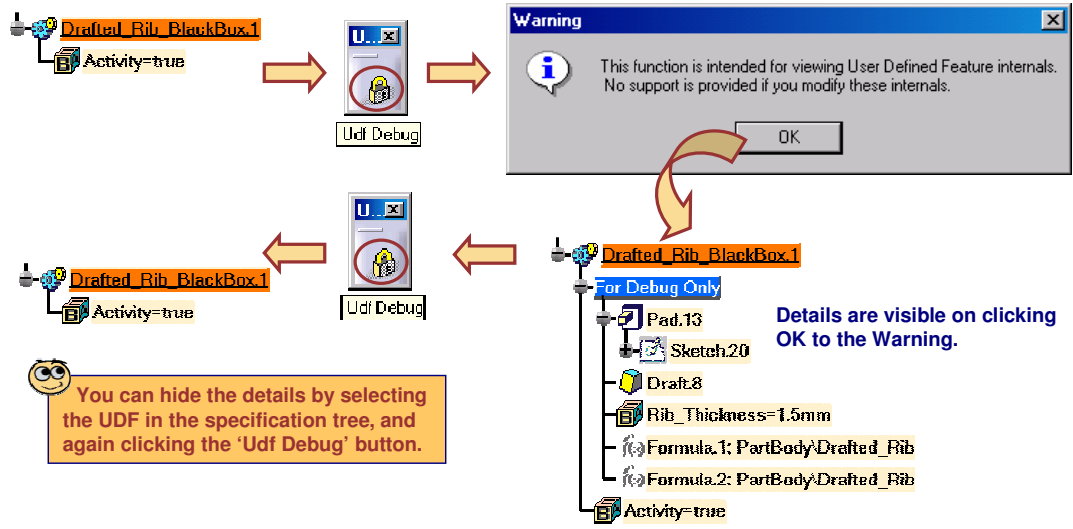 Drafted_Rib_BlackBox.1
Activity=true
U...
Udf Debug
Warning
This function is intended for viewing User Defined Feature internals.
No support is provided if you modify these internals.
OK
Drafted_Rib_BlackBox.1
Activity=true
U...
Udf Debug
Drafted_Rib_BlackBox.1
For Debug Only
Pad.13
Sketch.20
Draft.8
Rib_Thickness=1.5mm
Formula.1: PartBody\Drafted_Rib
Formula.2: PartBody\Drafted_Rib
Activity=true
Details are visible on clicking
OK to the Warning.
You can hide the details by selecting
the UDF in the specification tree, and
again clicking the ‘Udf Debug’ button.